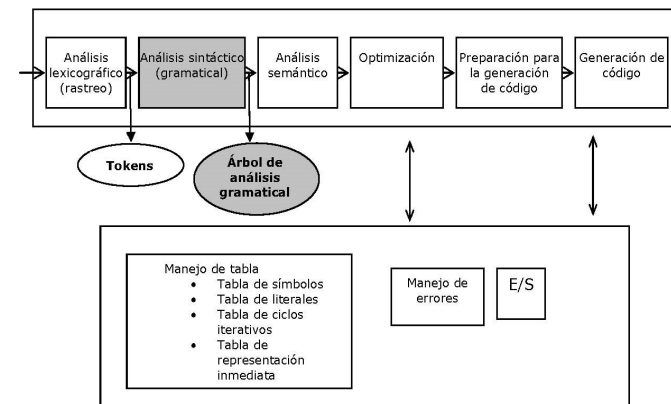 Análisis
lexicográfico
(rastreo)
Análisis sintáctico
(gramatical)
Análisis
semántico
Optimización
Preparación para
la generación
de código
Generación de
código
Tokens
Árbol de
análisis
gramatical
Manejo de tabla
• Tabla de símbolos
• Tabla de literales
• Tabla de ciclos
iterativos
• Tabla de
representación
inmediata
Manejo de
errores
E/S